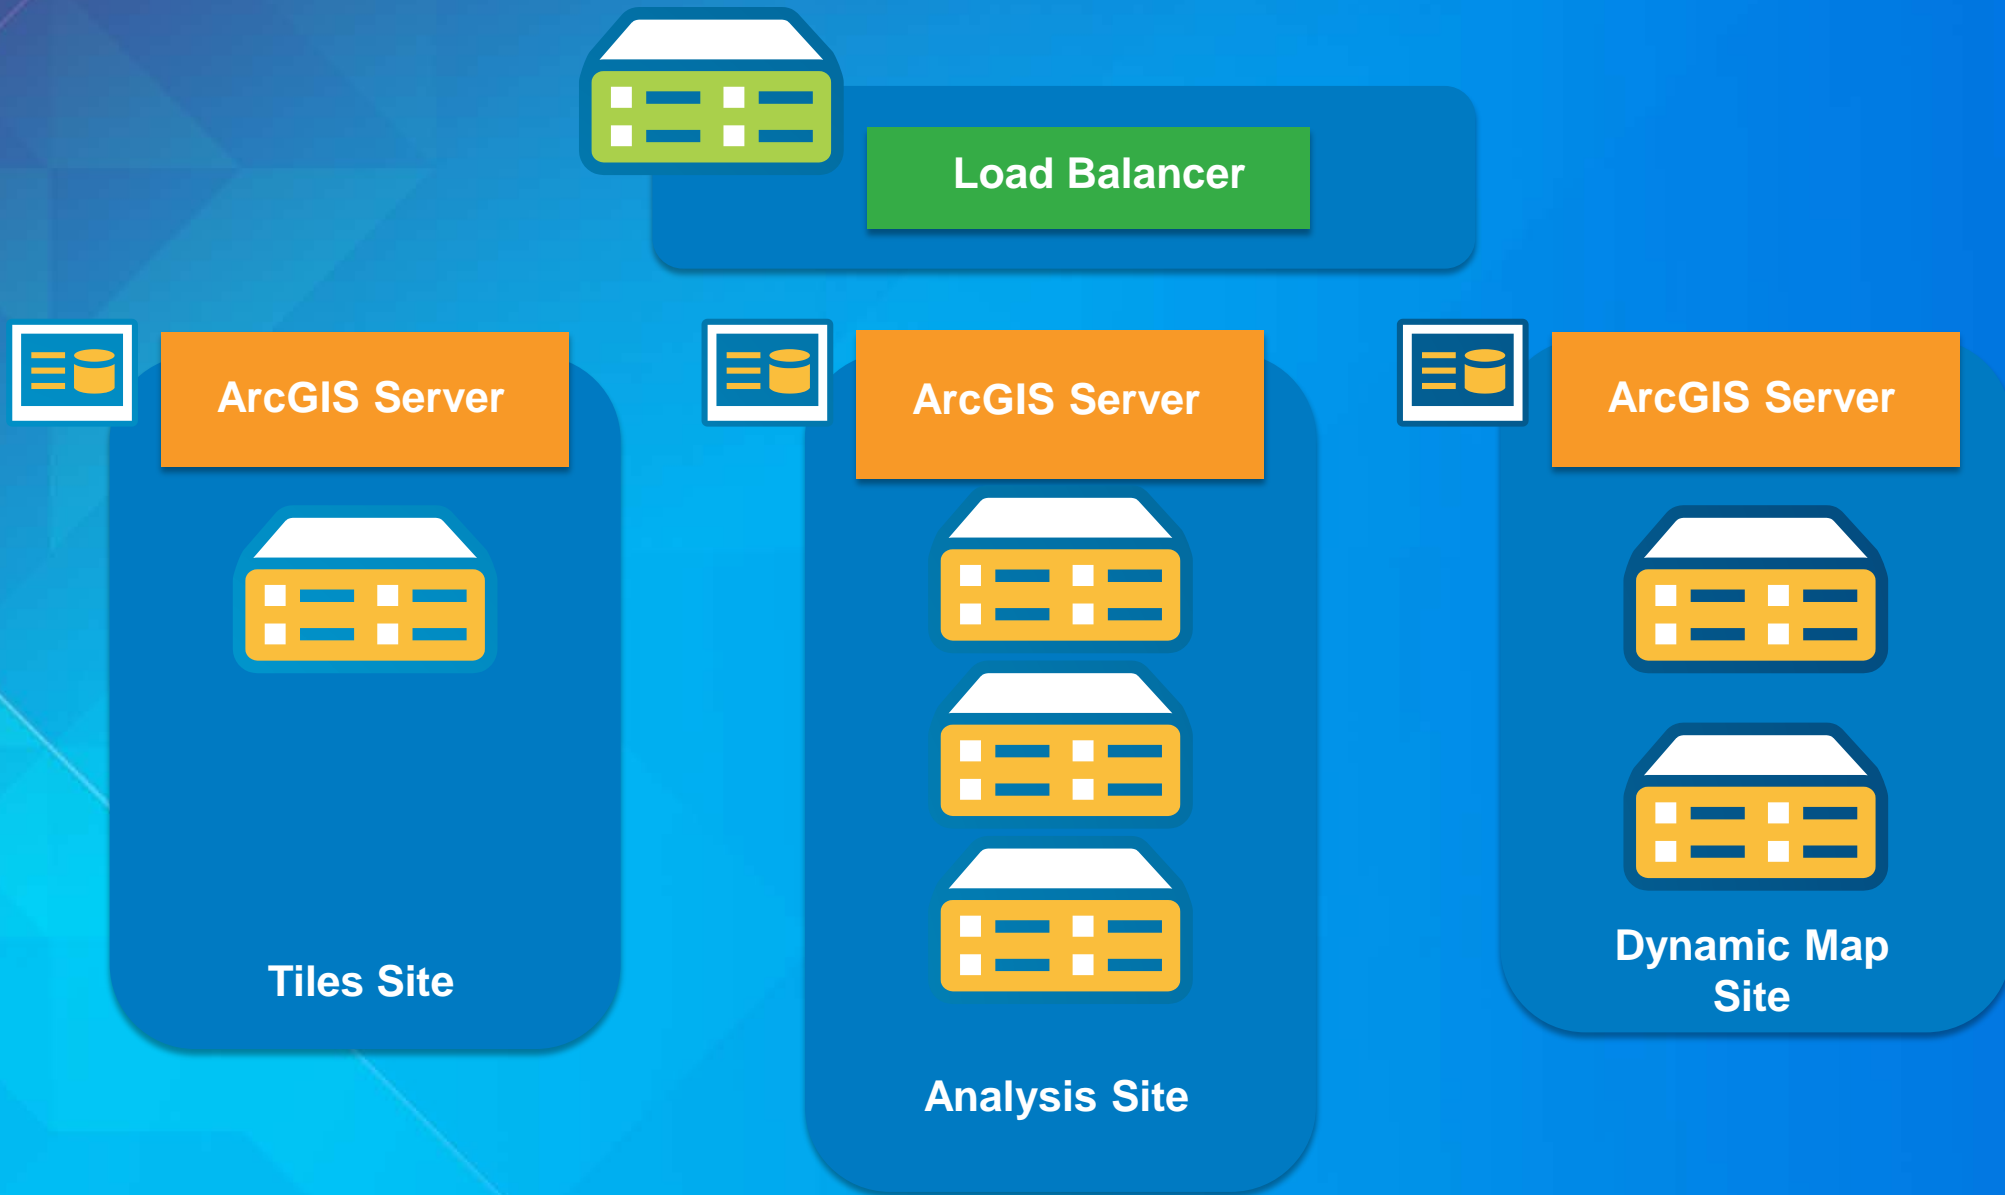 Load Balancer
ArcGIS Server
ArcGIS Server
ArcGIS Server
Tiles Site
Analysis Site
Dynamic Map
Site